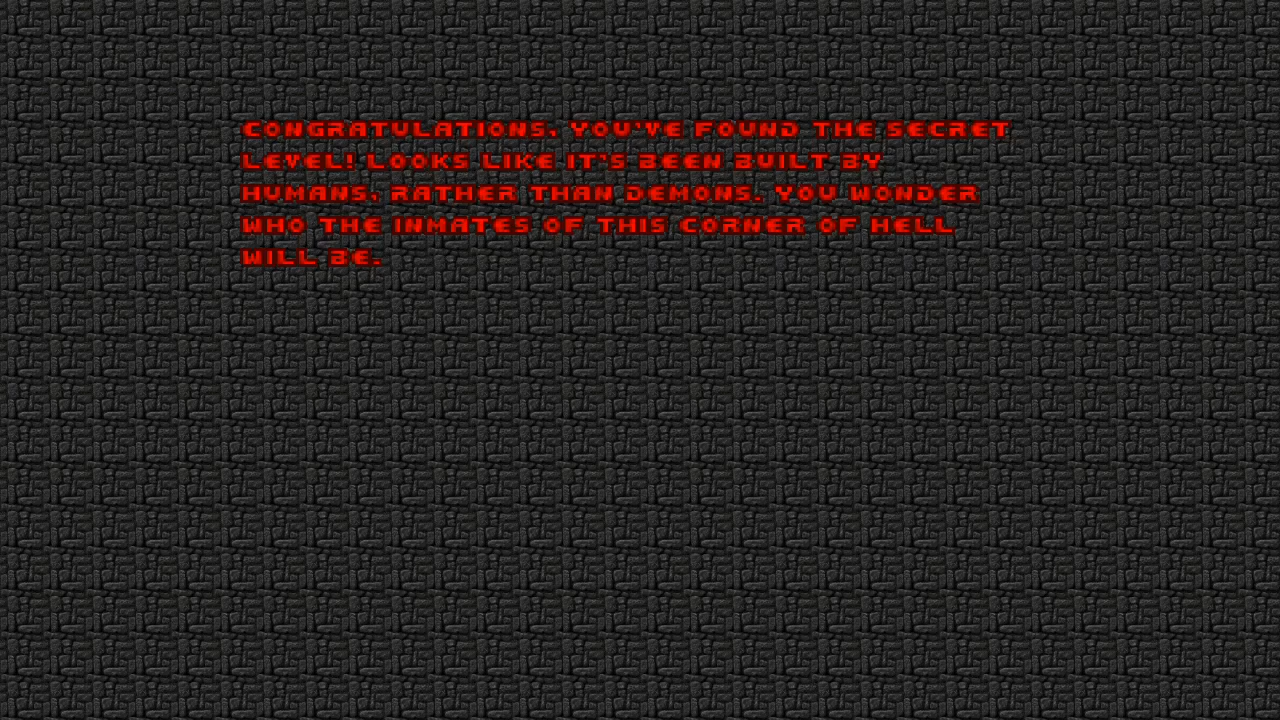 CONGRATULATIONS, YOU'VE FOUND THE SECRET
LEVEL! LOOKS LIKE IT'S BEEN BUILT BY
HUMANS, RATHER THAN DEMONS. YOU WONDER
WHO THE INMATES OF THIS CORNER OF HELL
WILL BE.